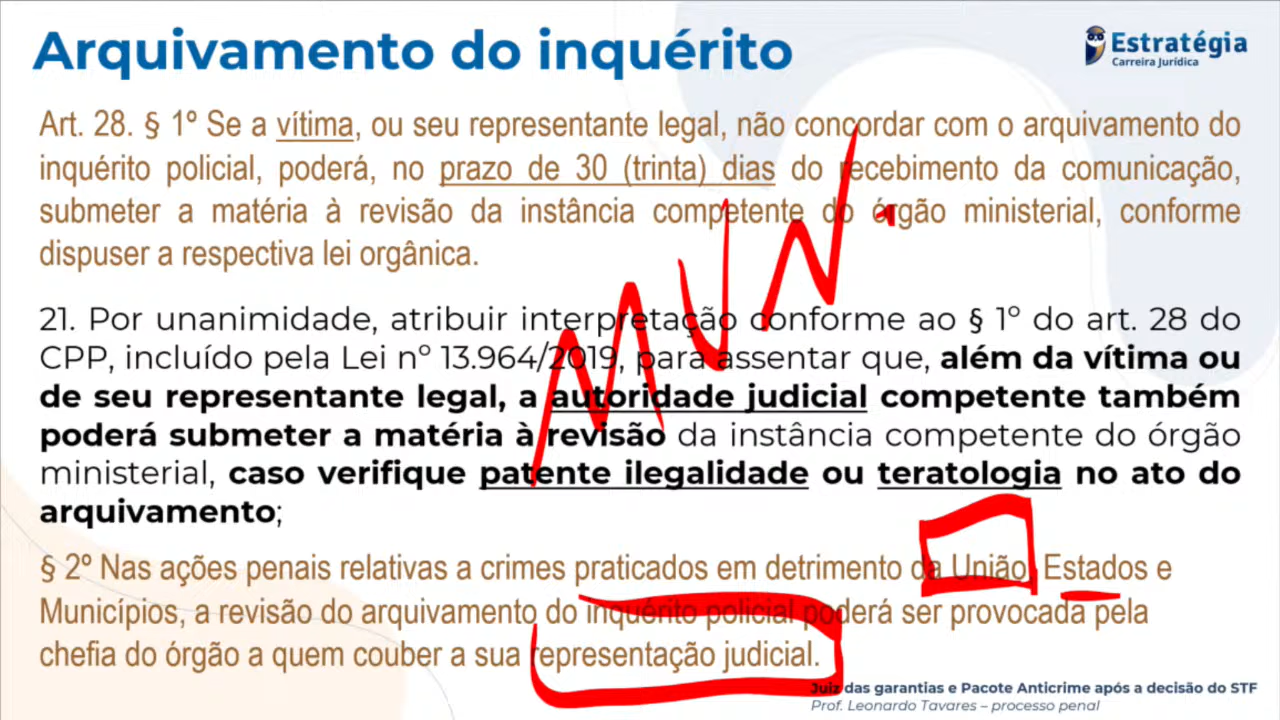 Arquivamento do inquérito
Estratégia
Carreira Jurídica
Art. 28. § 1º Se a vítima, ou seu representante legal, não concordar com o arquivamento do
inquérito policial, poderá, no prazo de 30 (trinta) dias do recebimento da comunicação,
submeter a matéria à revisão da instância competente do órgão ministerial, conforme
dispuser a respectiva lei orgânica.
21. Por unanimidade, atribuir interpretação conforme ao § 1º do art. 28 do
CPP, incluído pela Lei nº 13.964/2019, para assentar que, além da vítima ou
de seu representante legal, a autoridade judicial competente também
poderá submeter a matéria à revisão da instância competente do órgão
ministerial, caso verifique patente ilegalidade ou teratologia no ato do
arquivamento;
§ 2º Nas ações penais relativas a crimes praticados em detrimento da União, Estados e
Municípios, a revisão do arquivamento do inquérito policial poderá ser provocada pela
chefia do órgão a quem couber a sua representação judicial.
MUN.
Juiz das garantias e Pacote Anticrime após a decisão do STF
Prof. Leonardo Tavares – processo penal